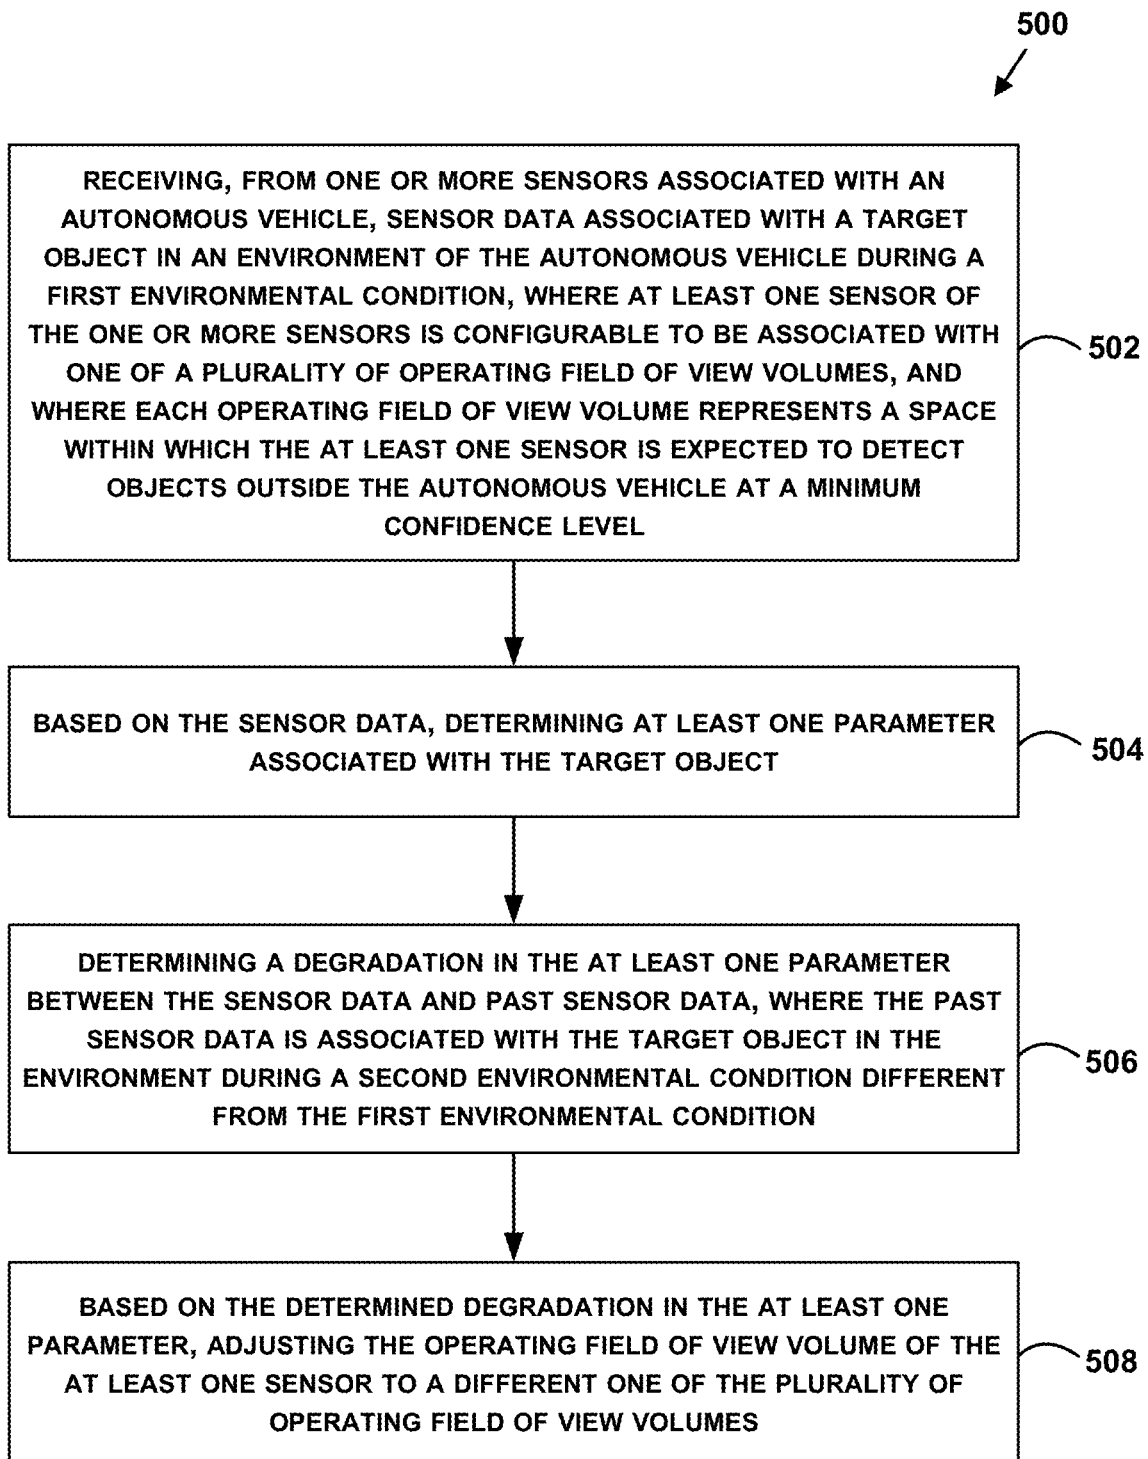 500
RECEIVING, FROM ONE OR MORE SENSORS ASSOCIATED WITH AN
AUTONOMOUS VEHICLE, SENSOR DATA ASSOCIATED WITH A TARGET
OBJECT IN AN ENVIRONMENT OF THE AUTONOMOUS VEHICLE DURING A
FIRST ENVIRONMENTAL CONDITION, WHERE AT LEAST ONE SENSOR OF
THE ONE OR MORE SENSORS IS CONFIGURABLE TO BE ASSOCIATED WITH
ONE OF A PLURALITY OF OPERATING FIELD OF VIEW VOLUMES, AND
WHERE EACH OPERATING FIELD OF VIEW VOLUME REPRESENTS A SPACE
WITHIN WHICH THE AT LEAST ONE SENSOR IS EXPECTED TO DETECT
OBJECTS OUTSIDE THE AUTONOMOUS VEHICLE AT A MINIMUM
CONFIDENCE LEVEL
502
BASED ON THE SENSOR DATA, DETERMINING AT LEAST ONE PARAMETER
ASSOCIATED WITH THE TARGET OBJECT
504
DETERMINING A DEGRADATION IN THE AT LEAST ONE PARAMETER
BETWEEN THE SENSOR DATA AND PAST SENSOR DATA, WHERE THE PAST
SENSOR DATA IS ASSOCIATED WITH THE TARGET OBJECT IN THE
ENVIRONMENT DURING A SECOND ENVIRONMENTAL CONDITION DIFFERENT
FROM THE FIRST ENVIRONMENTAL CONDITION
506
BASED ON THE DETERMINED DEGRADATION IN THE AT LEAST ONE
PARAMETER, ADJUSTING THE OPERATING FIELD OF VIEW VOLUME OF THE
AT LEAST ONE SENSOR TO A DIFFERENT ONE OF THE PLURALITY OF
OPERATING FIELD OF VIEW VOLUMES
508